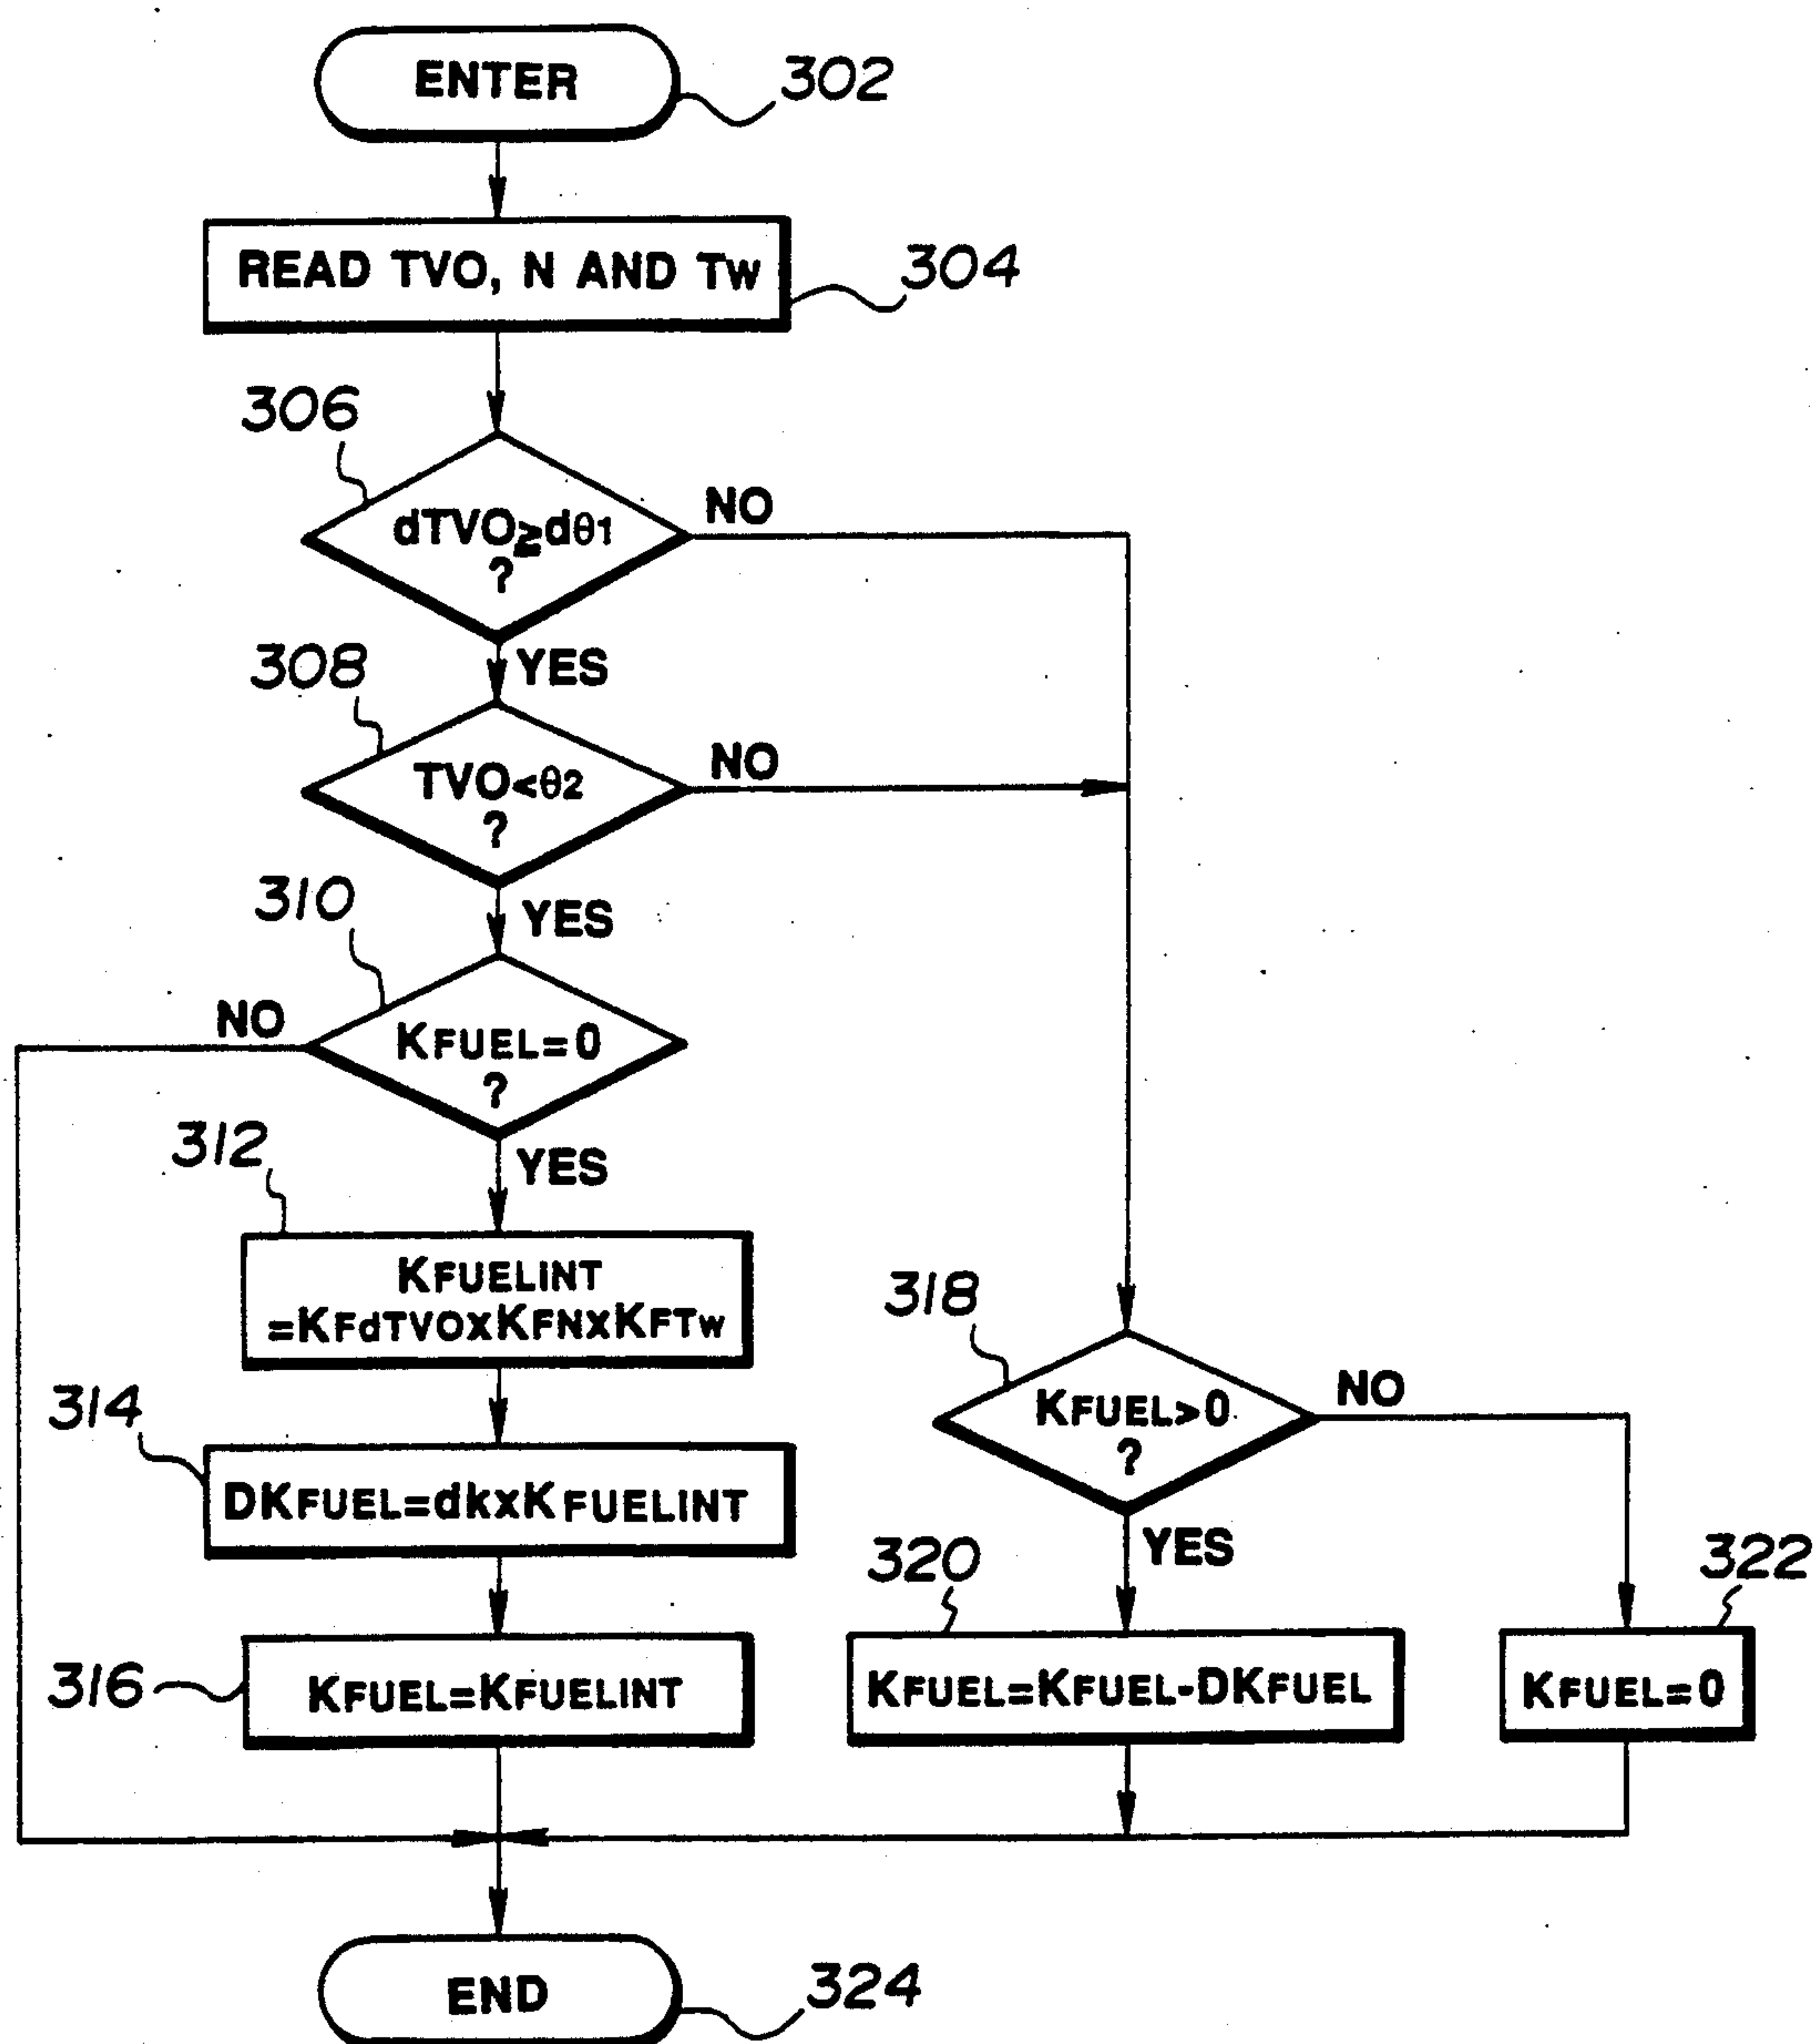 ENTER
302
READ TVO, N AND Tw
304
306
dTVO≧dθ1
?
NO
YES
308
TVO<θ2
?
NO
YES
310
KFUEL=0
?
NO
YES
312
KFUELINT
=KFdTVOxKFNxKFTw
314
DKFUEL=dkxKFUELINT
316
KFUEL=KFUELINT
318
KFUEL>0
?
NO
YES
320
KFUEL=KFUEL-DKFUEL
322
KFUEL=0
END
324